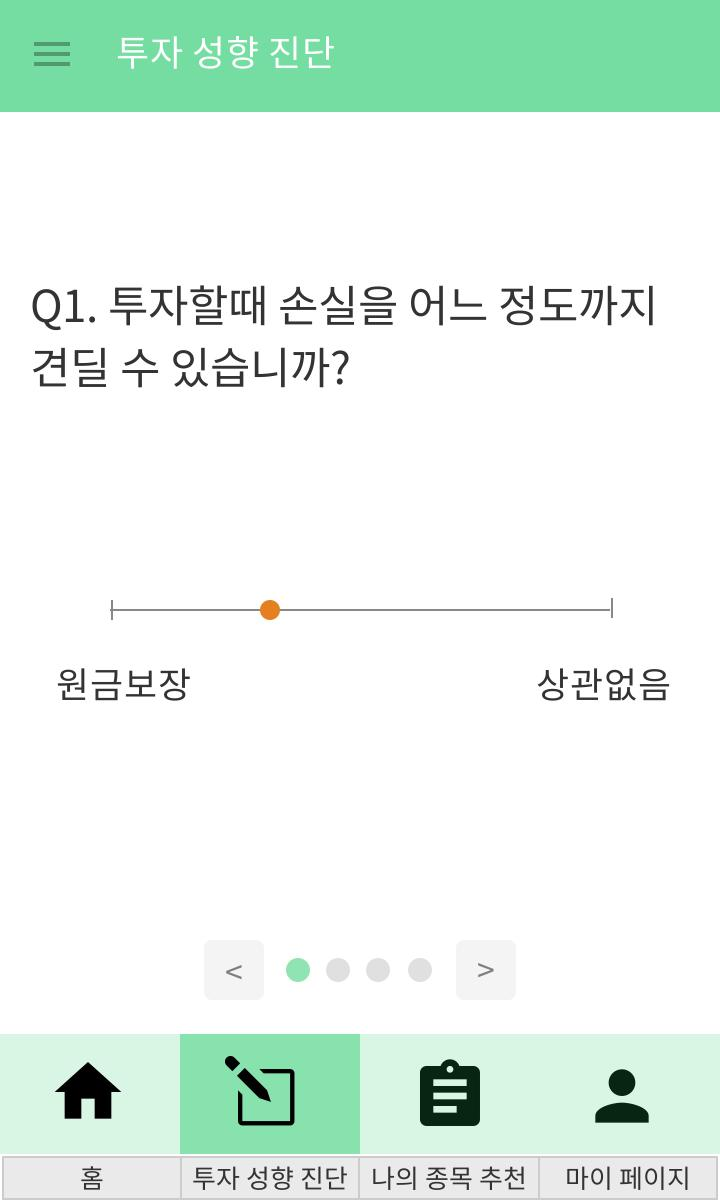 투자 성향 진단
Q1. 투자할때 손실을 어느 정도까지
견딜 수 있습니까?
원금보장 상관없음
< >
홈 투자 성향 진단 나의 종목 추천 마이 페이지